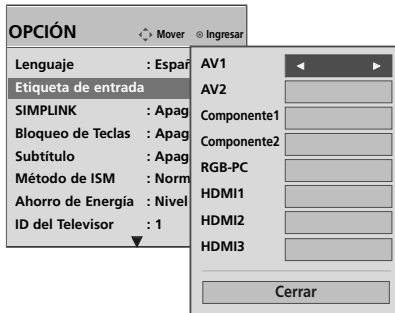 OPCIÓN Mover Ingresar
Lenguaje : Españ
Etiqueta de entrada
SIMPLINK : Apag
Bloqueo de Teclas : Apag
Subtítulo : Apag
Método de ISM : Norm
Ahorro de Energía : Nivel
ID del Televisor : 1
AV1
AV2
Componente1
Componente2
RGB-PC
HDMI1
HDMI2
HDMI3
Cerrar